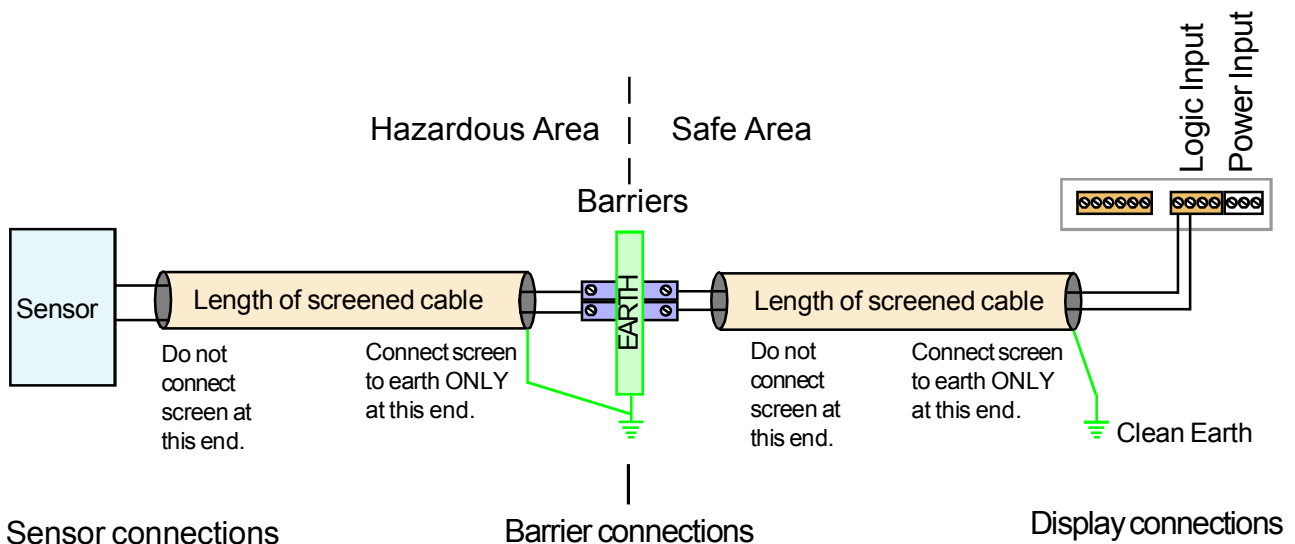 Logic Input
Power Input
Hazardous Area
Safe Area
Barriers
Sensor
Length of screened cable
EARTH
Length of screened cable
Do not
connect
screen at
this end.
Connect screen
to earth ONLY
at this end.
Do not
connect
screen at
this end.
Connect screen
to earth ONLY
at this end.
Clean Earth
Sensor connections
Barrier connections
Display connections